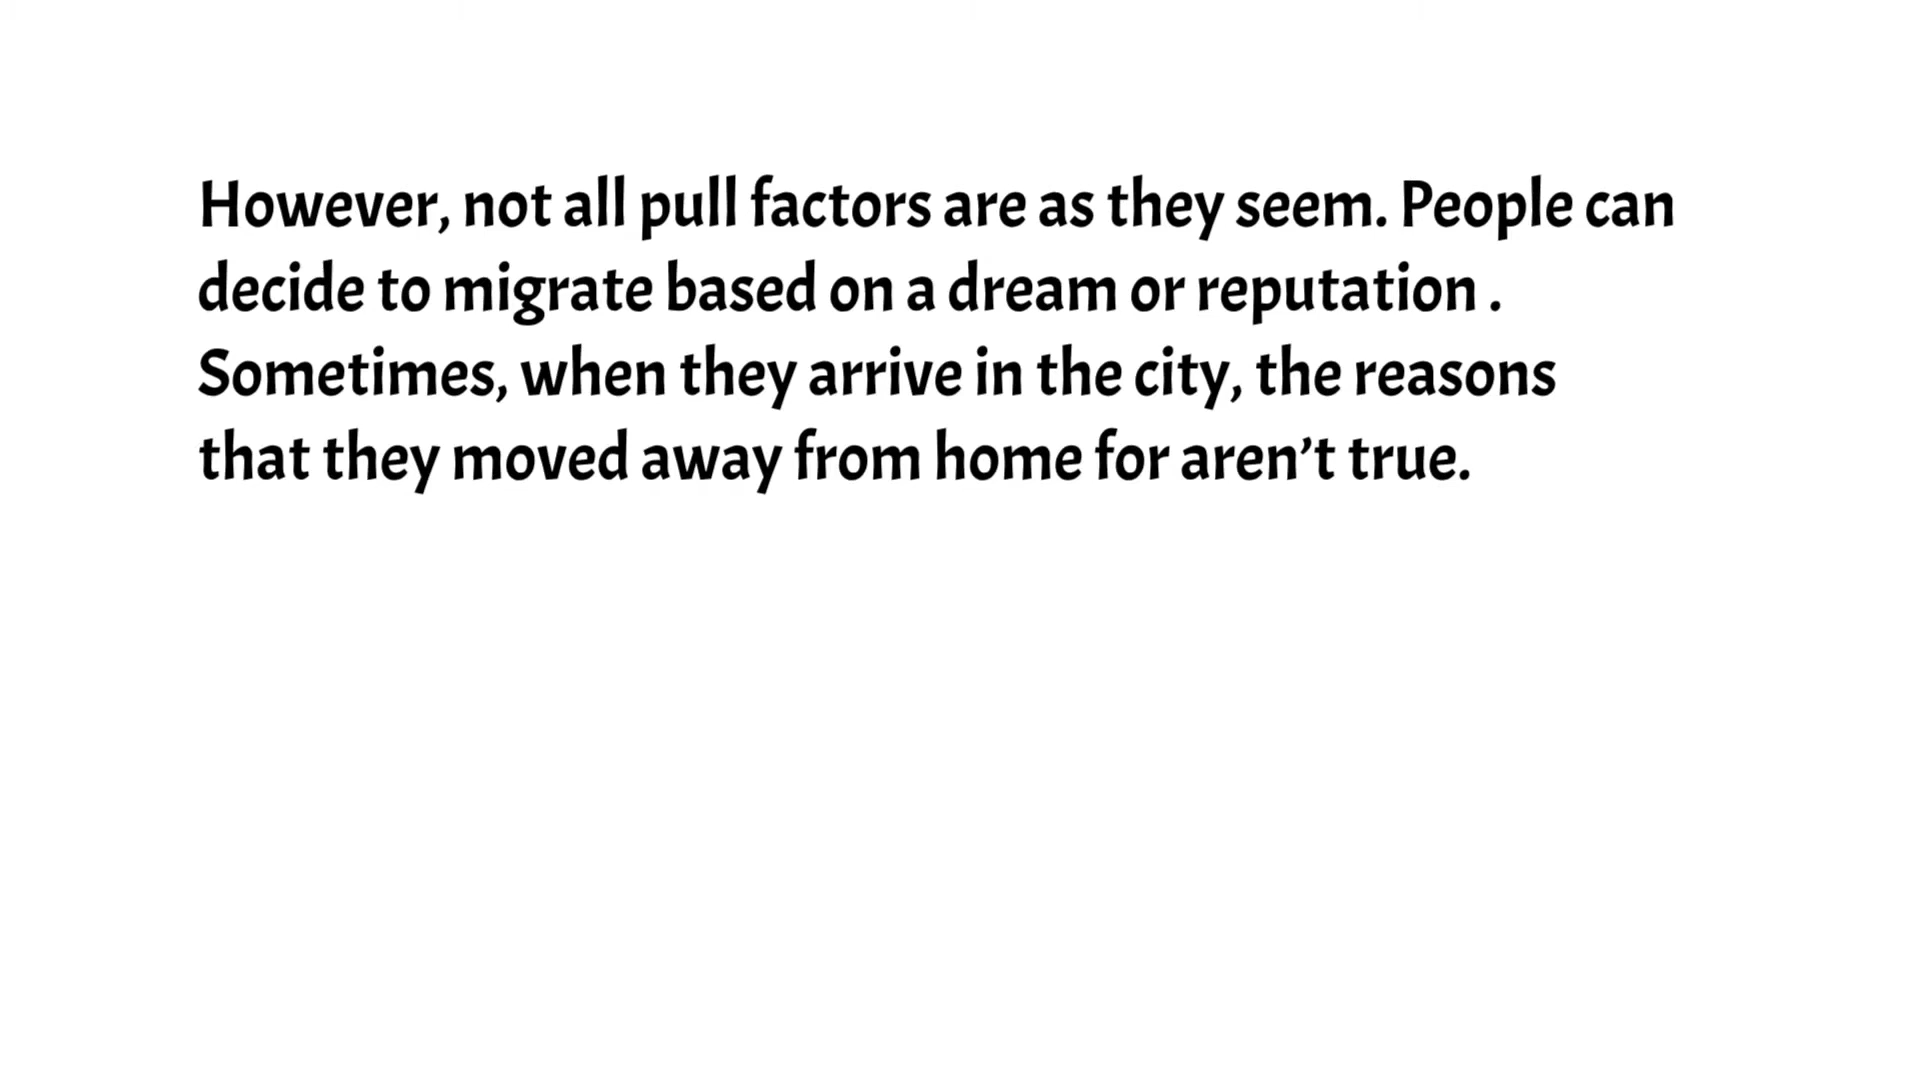 However, not all pull factors are as they seem. People can
decide to migrate based on a dream or reputation .
Sometimes, when they arrive in the city, the reasons
that they moved away from home for aren’t true.